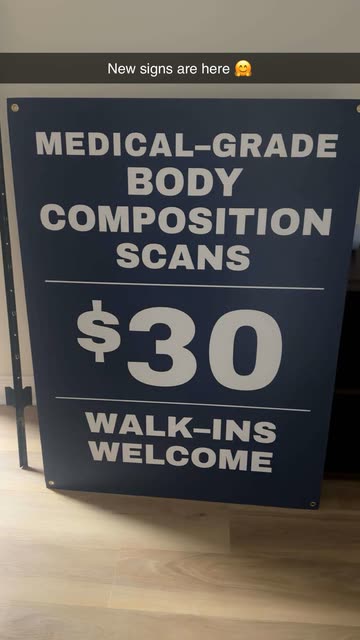 New signs are here 🤗
MEDICAL–GRADE
BODY
COMPOSITION
SCANS
$30
WALK–INS
WELCOME